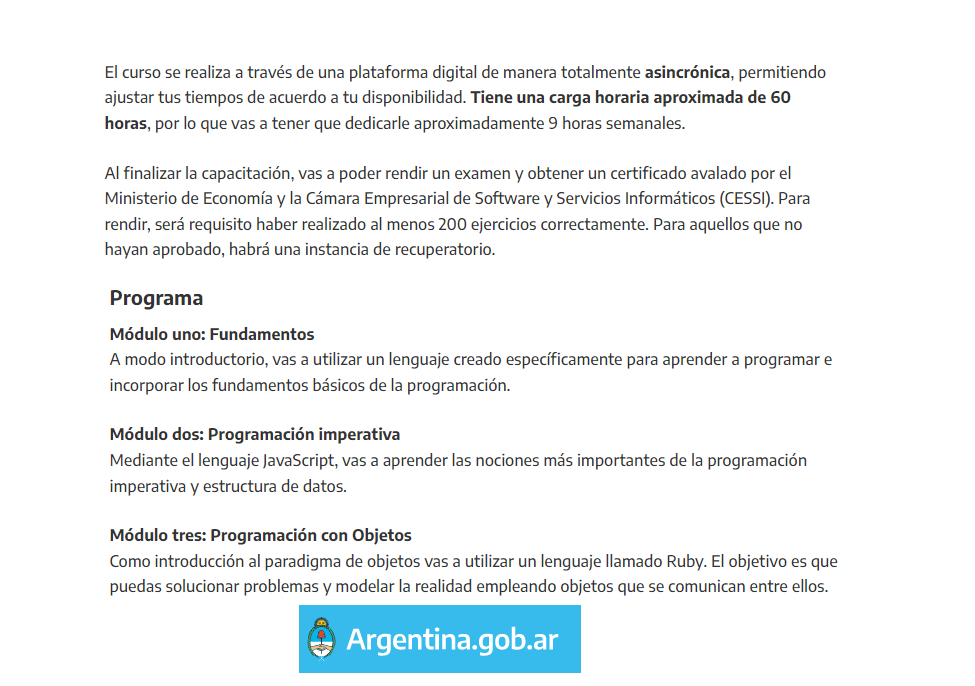 El curso se realiza a través de una plataforma digital de manera totalmente asincrónica, permitiendo
ajustar tus tiempos de acuerdo a tu disponibilidad. Tiene una carga horaria aproximada de 60
horas, por lo que vas a tener que dedicarle aproximadamente 9 horas semanales.
Al finalizar la capacitación, vas a poder rendir un examen y obtener un certificado avalado por el
Ministerio de Economía y la Cámara Empresarial de Software y Servicios Informáticos (CESSI). Para
rendir, será requisito haber realizado al menos 200 ejercicios correctamente. Para aquellos que no
hayan aprobado, habrá una instancia de recuperatorio.
Programa
Módulo uno: Fundamentos
A modo introductorio, vas a utilizar un lenguaje creado específicamente para aprender a programar e
incorporar los fundamentos básicos de la programación.
Módulo dos: Programación imperativa
Mediante el lenguaje JavaScript, vas a aprender las nociones más importantes de la programación
imperativa y estructura de datos.
Módulo tres: Programación con Objetos
Como introducción al paradigma de objetos vas a utilizar un lenguaje llamado Ruby. El objetivo es que
puedas solucionar problemas y modelar la realidad empleando objetos que se comunican entre ellos.
Argentina.gob.ar